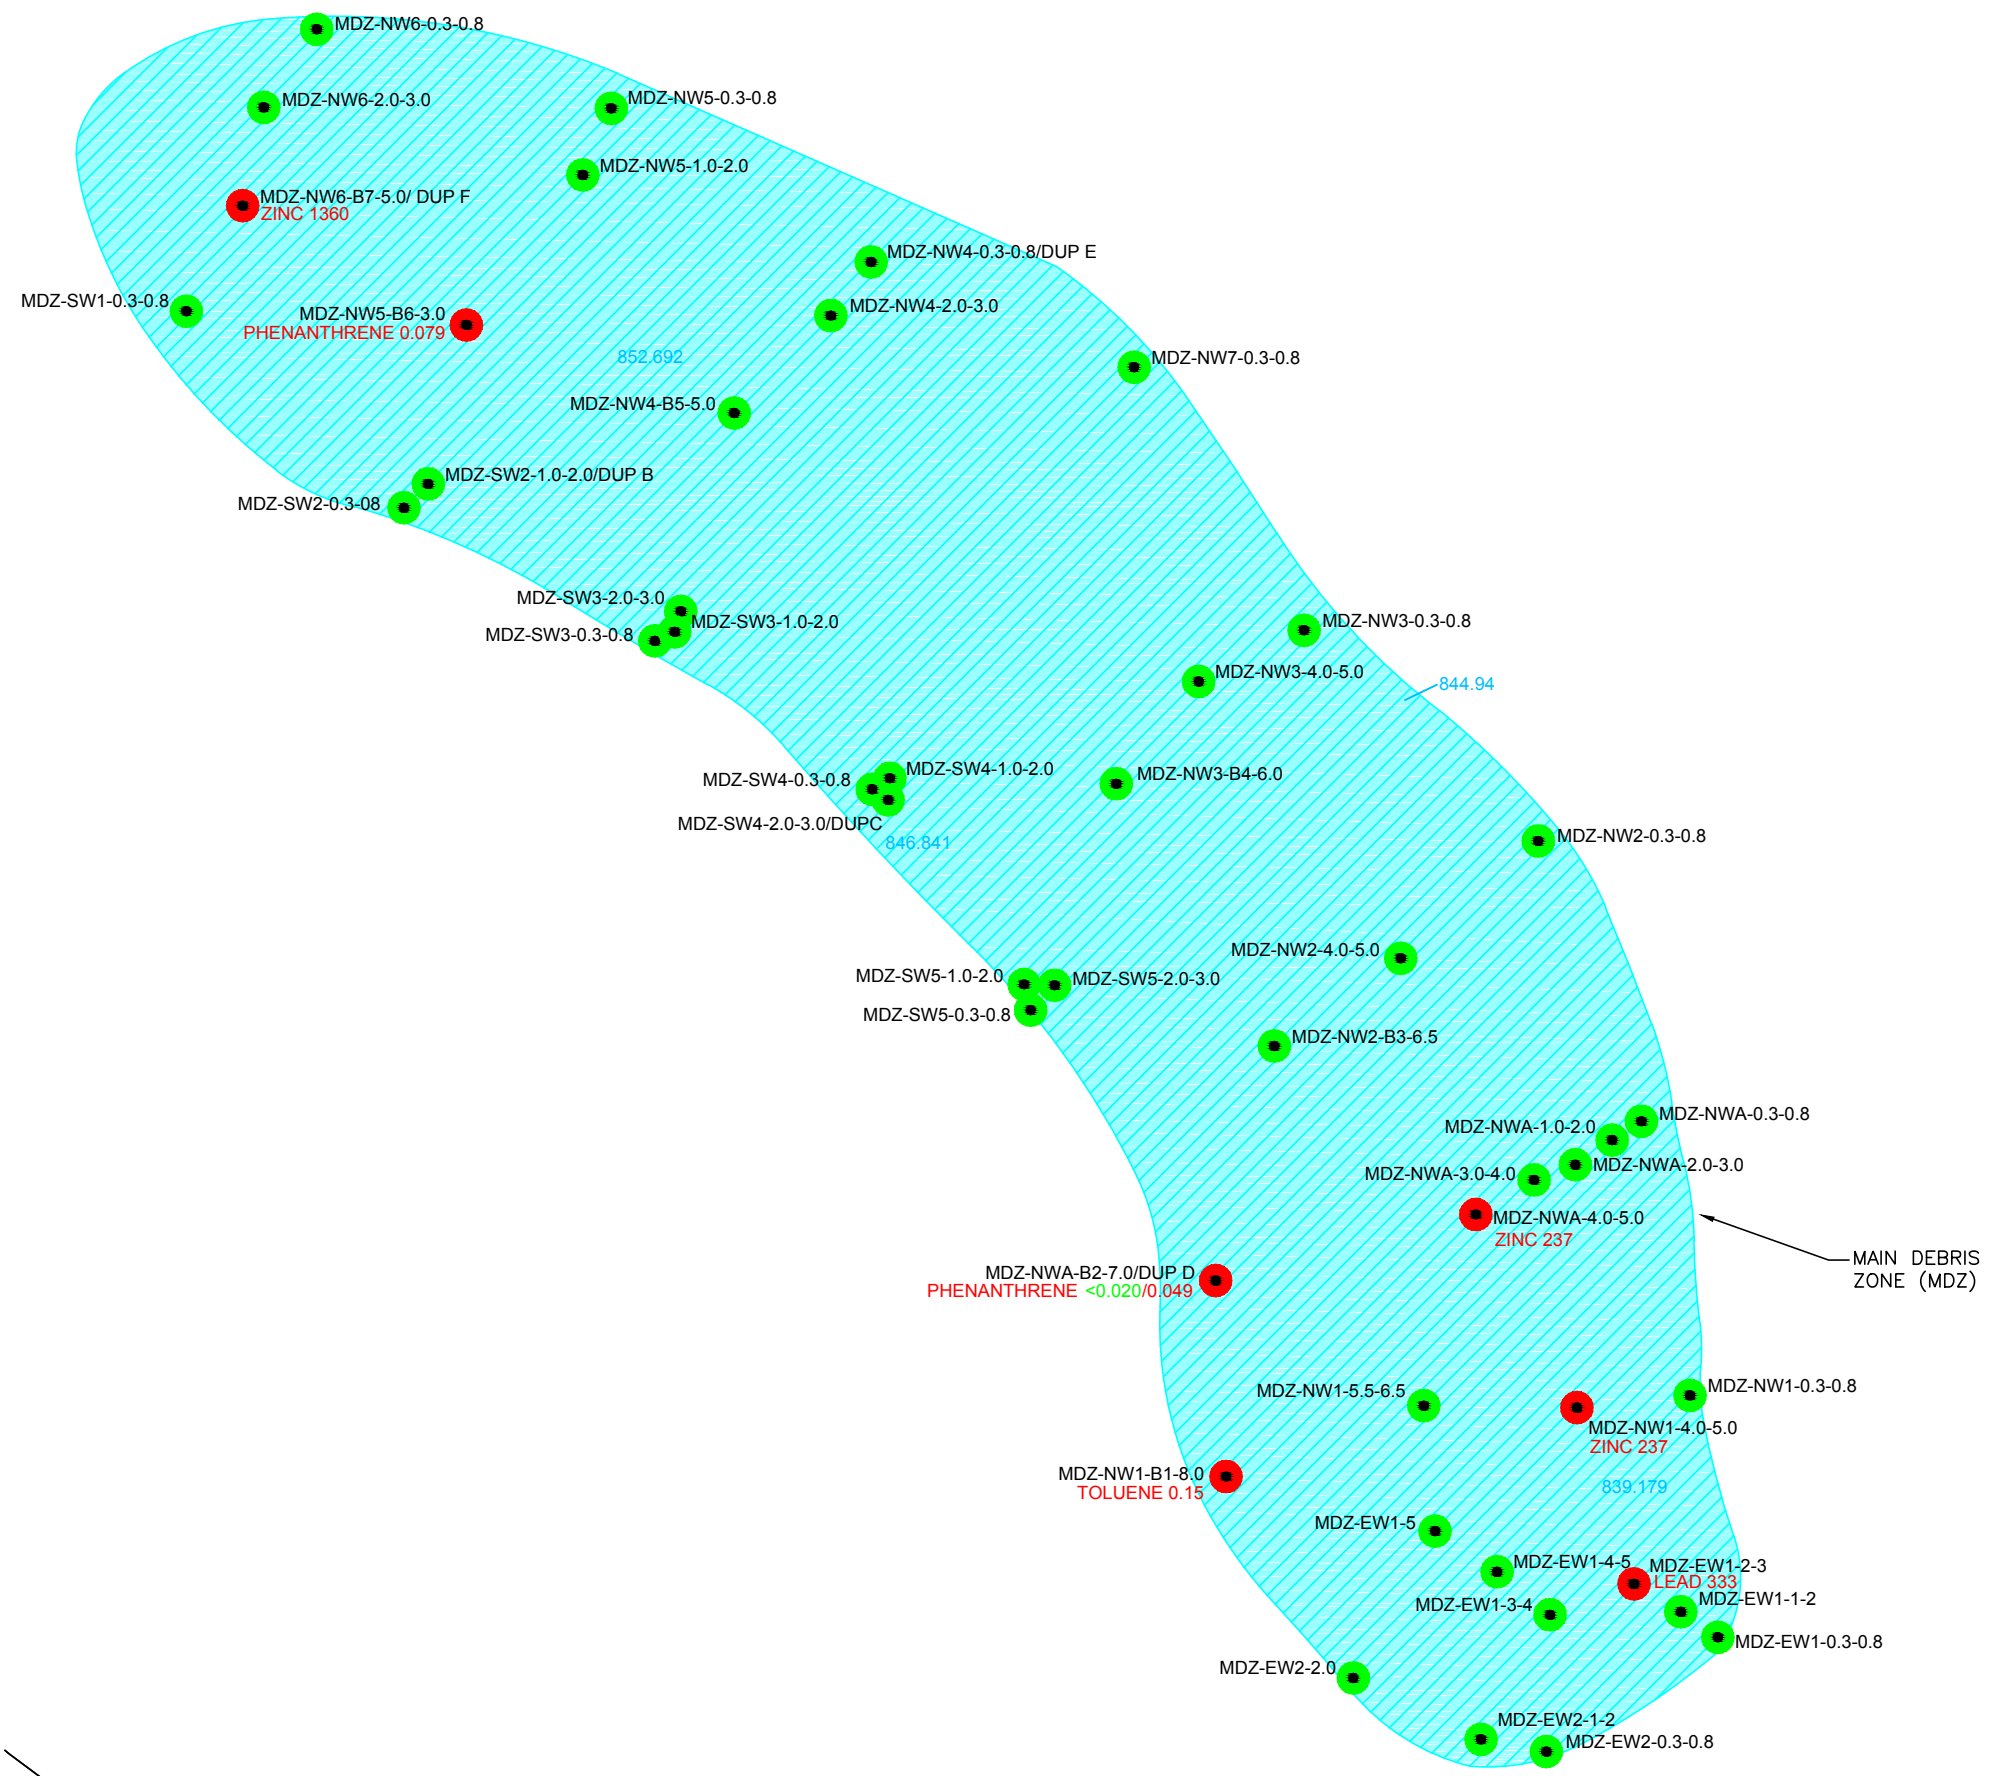 MDZ-NW6-0.3-0.8
MDZ-NW6-2.0-3.0
MDZ-NW5-0.3-0.8
MDZ-NW5-1.0-2.0
MDZ-NW6-B7-5.0/ DUP F
ZINC 1360
MDZ-NW4-0.3-0.8/DUP E
MDZ-SW1-0.3-0.8
MDZ-NW5-B6-3.0
PHENANTHRENE 0.079
MDZ-NW4-2.0-3.0
852.692
MDZ-NW7-0.3-0.8
MDZ-NW4-B5-5.0
MDZ-SW2-1.0-2.0/DUP B
MDZ-SW2-0.3-08
MDZ-SW3-2.0-3.0
MDZ-SW3-1.0-2.0
MDZ-SW3-0.3-0.8
MDZ-NW3-0.3-0.8
MDZ-NW3-4.0-5.0
844.94
MDZ-SW4-1.0-2.0
MDZ-SW4-0.3-0.8
MDZ-NW3-B4-6.0
MDZ-SW4-2.0-3.0/DUPC
846.841
MDZ-NW2-0.3-0.8
MDZ-NW2-4.0-5.0
MDZ-SW5-1.0-2.0
MDZ-SW5-2.0-3.0
MDZ-SW5-0.3-0.8
MDZ-NW2-B3-6.5
MDZ-NWA-0.3-0.8
MDZ-NWA-1.0-2.0
MDZ-NWA-2.0-3.0
MDZ-NWA-3.0-4.0
MDZ-NWA-4.0-5.0
ZINC 237
MAIN DEBRIS
ZONE (MDZ)
MDZ-NWA-B2-7.0/DUP D
PHENANTHRENE <0.020/0.049
MDZ-NW1-0.3-0.8
MDZ-NW1-5.5-6.5
MDZ-NW1-4.0-5.0
ZINC 237
MDZ-NW1-B1-8.0
TOLUENE 0.15
839.179
MDZ-EW1-5
MDZ-EW1-4-5
MDZ-EW1-2-3
LEAD 333
MDZ-EW1-1-2
MDZ-EW1-3-4
MDZ-EW1-0.3-0.8
MDZ-EW2-2.0
MDZ-EW2-1-2
MDZ-EW2-0.3-0.8